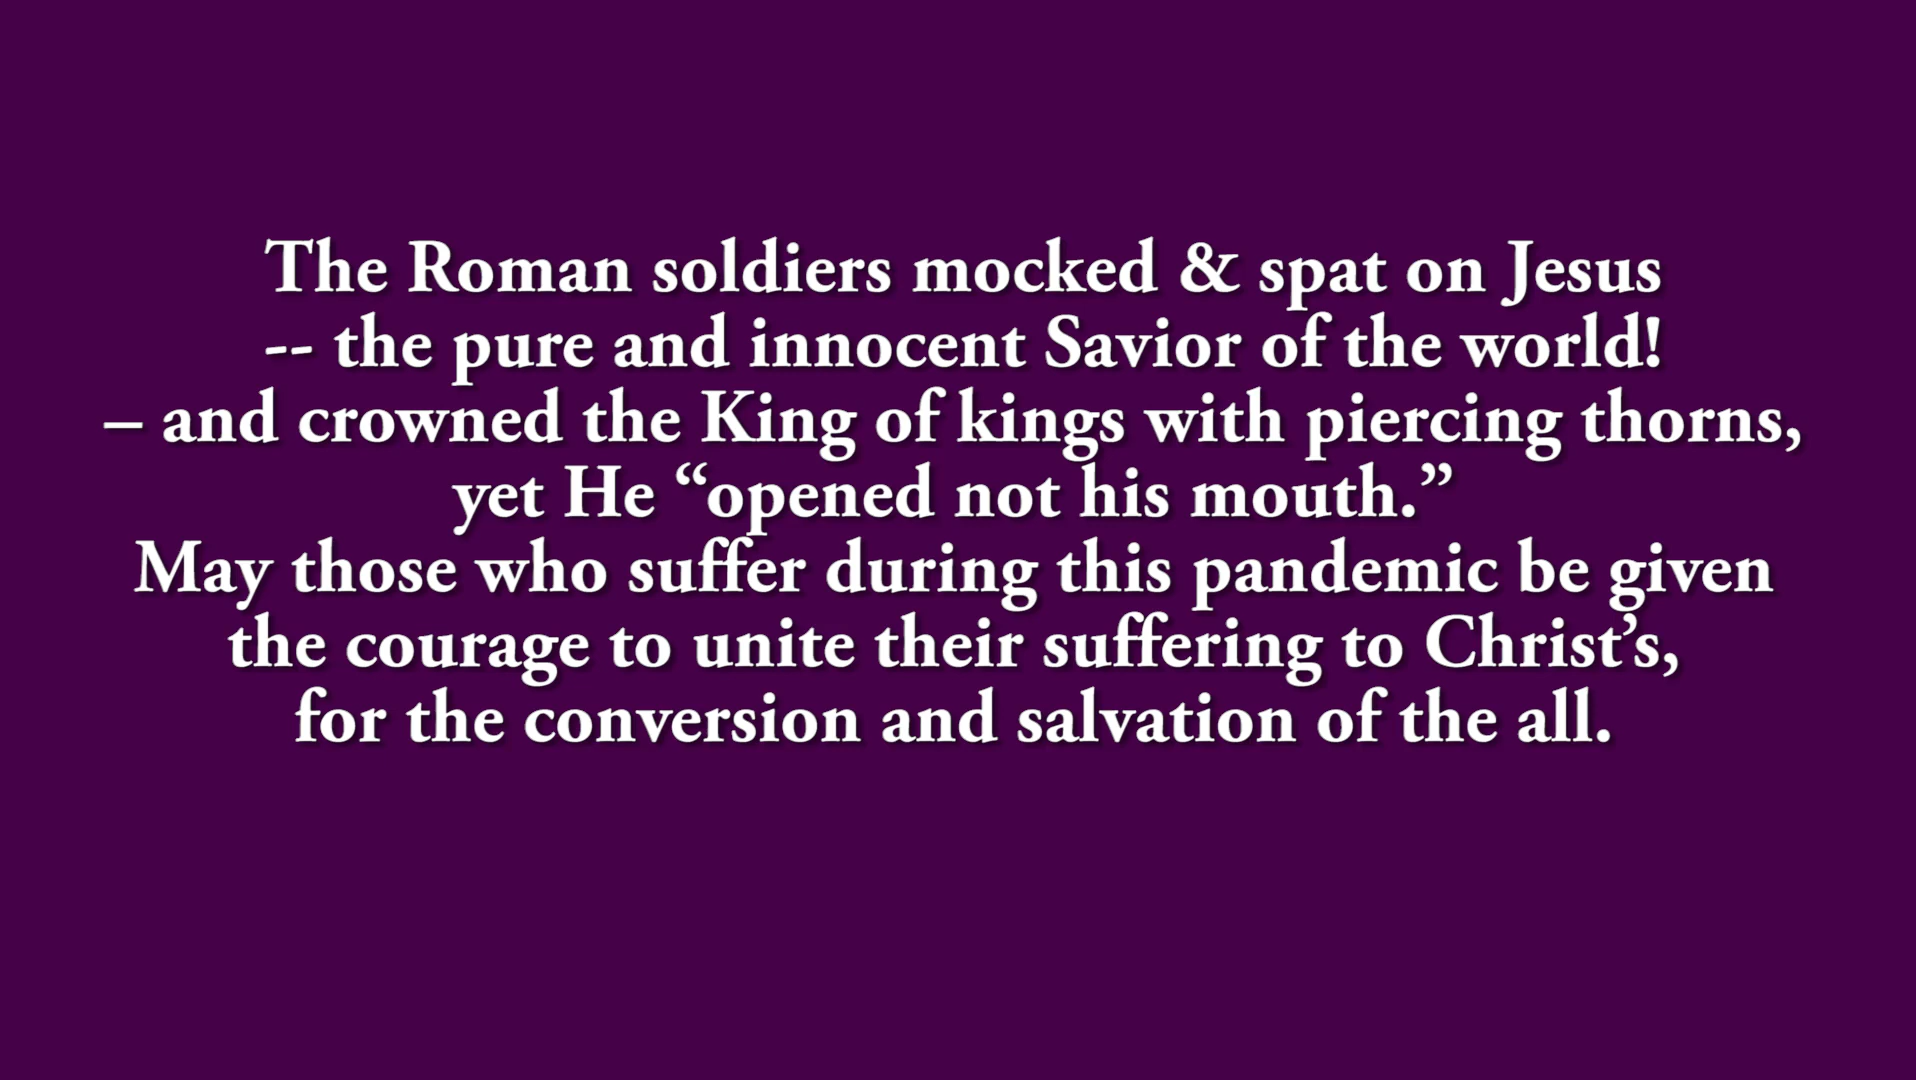 The Roman soldiers mocked & spat on Jesus
-- the pure and innocent Savior of the world!
– and crowned the King of kings with piercing thorns,
yet He “opened not his mouth.”
May those who suffer during this pandemic be given
the courage to unite their suffering to Christ’s,
for the conversion and salvation of the all.